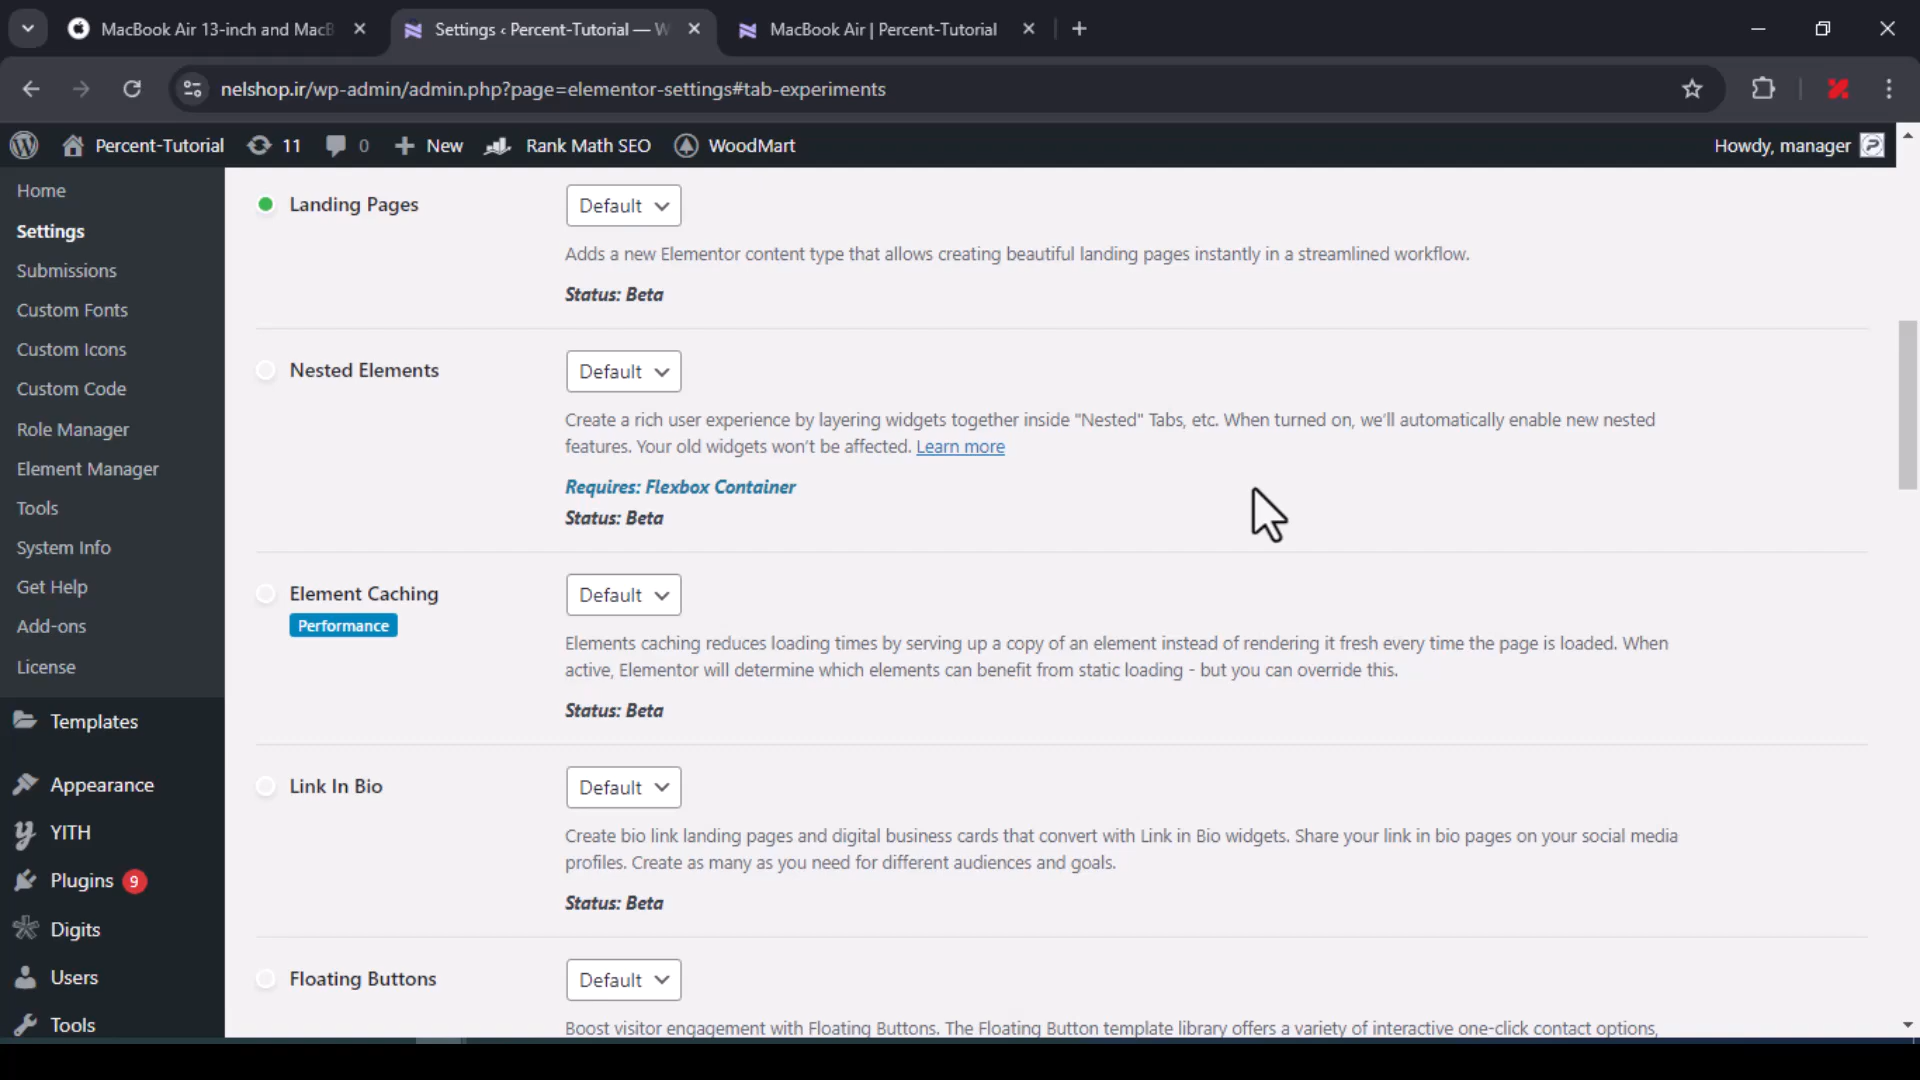 MacBook Air 13-inch and MacB
Settings ‹ Percent-Tutorial — W
MacBook Air | Percent-Tutorial
nelshop.ir/wp-admin/admin.php?page=elementor-settings#tab-experiments
Percent-Tutorial
11
0
New
Rank Math SEO
WoodMart
Howdy, manager
Home
Settings
Submissions
Custom Fonts
Custom Icons
Custom Code
Role Manager
Element Manager
Tools
System Info
Get Help
Add-ons
License
Templates
Appearance
YITH
Plugins 9
Digits
Users
Tools
Landing Pages
Default
Adds a new Elementor content type that allows creating beautiful landing pages instantly in a streamlined workflow.
Status: Beta
Nested Elements
Default
Create a rich user experience by layering widgets together inside "Nested" Tabs, etc. When turned on, we’ll automatically enable new nested
features. Your old widgets won’t be affected. Learn more
Requires: Flexbox Container
Status: Beta
Element Caching
Performance
Default
Elements caching reduces loading times by serving up a copy of an element instead of rendering it fresh every time the page is loaded. When
active, Elementor will determine which elements can benefit from static loading - but you can override this.
Status: Beta
Link In Bio
Default
Create bio link landing pages and digital business cards that convert with Link in Bio widgets. Share your link in bio pages on your social media
profiles. Create as many as you need for different audiences and goals.
Status: Beta
Floating Buttons
Default
Boost visitor engagement with Floating Buttons. The Floating Button template library offers a variety of interactive one-click contact options,